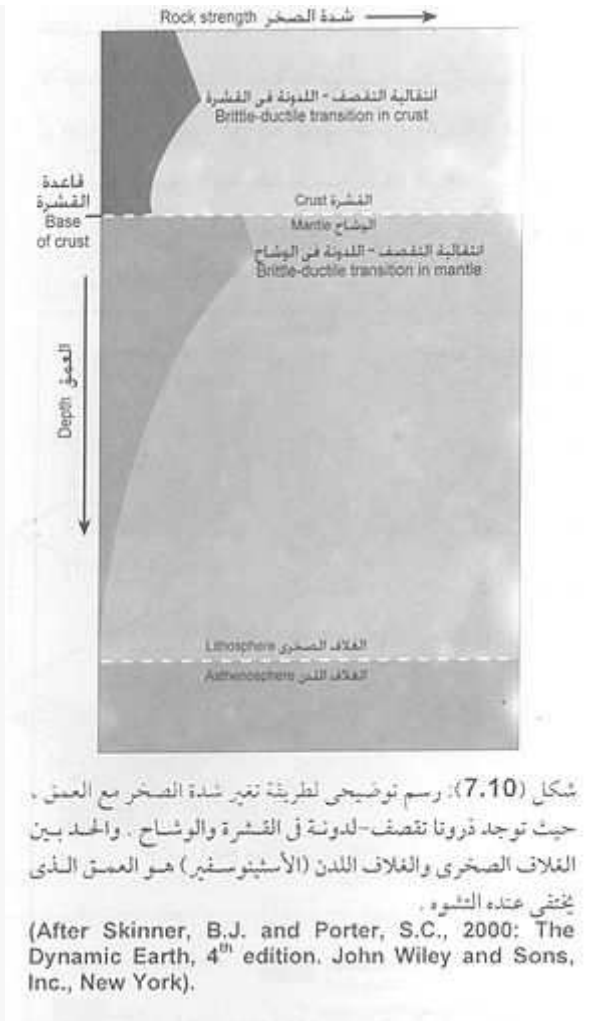 Rock strength شدة الصخر
انتقالية التقصف - اللدونة في القشرة
Brittle-ductile transition in crust
قاعدة
القشرة
Base
of crust
Crust القشرة
Mantle الوشاح
انتقالية التقصف - اللدونة في الوشاح
Brittle-ductile transition in mantle
Depth العمق
Lithosphere الغلاف الصخرى
Asthenosphere الغلاف اللدن
شكل (7.10): رسم توضيحى لطريقة تغير شدة الصخر مع العمق ،
حيث توجد ذروتا تقصف-لدونة في القشرة والوشاح . والحد بين
الغلاف الصخرى والغلاف اللدن (الأسثينوسفير) هو العمق الذى
يختفى عنده التشوه .
(After Skinner, B.J. and Porter, S.C., 2000: The
Dynamic Earth, 4th edition. John Wiley and Sons,
Inc., New York).